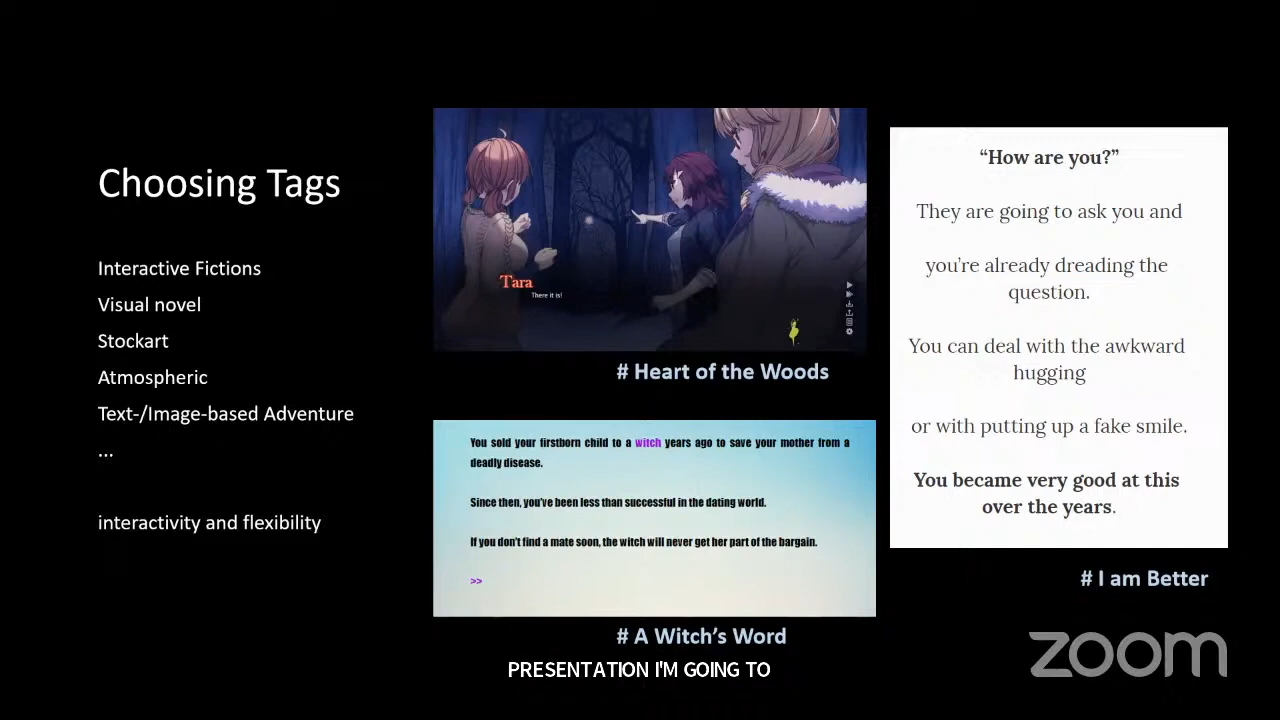 Choosing Tags
Interactive Fictions
Visual novel
Stockart
Atmospheric
Text-/Image-based Adventure
...
interactivity and flexibility
Tara
There it is!
# Heart of the Woods
You sold your firstborn child to a witch years ago to save your mother from a
deadly disease.
Since then, you've been less than successful in the dating world.
If you don't find a mate soon, the witch will never get her part of the bargain.
>>
# A Witch's Word
“How are you?”
They are going to ask you and
you're already dreading the
question.
You can deal with the awkward
hugging
or with putting up a fake smile.
You became very good at this
over the years.
# I am Better
PRESENTATION I'M GOING TO
zoom